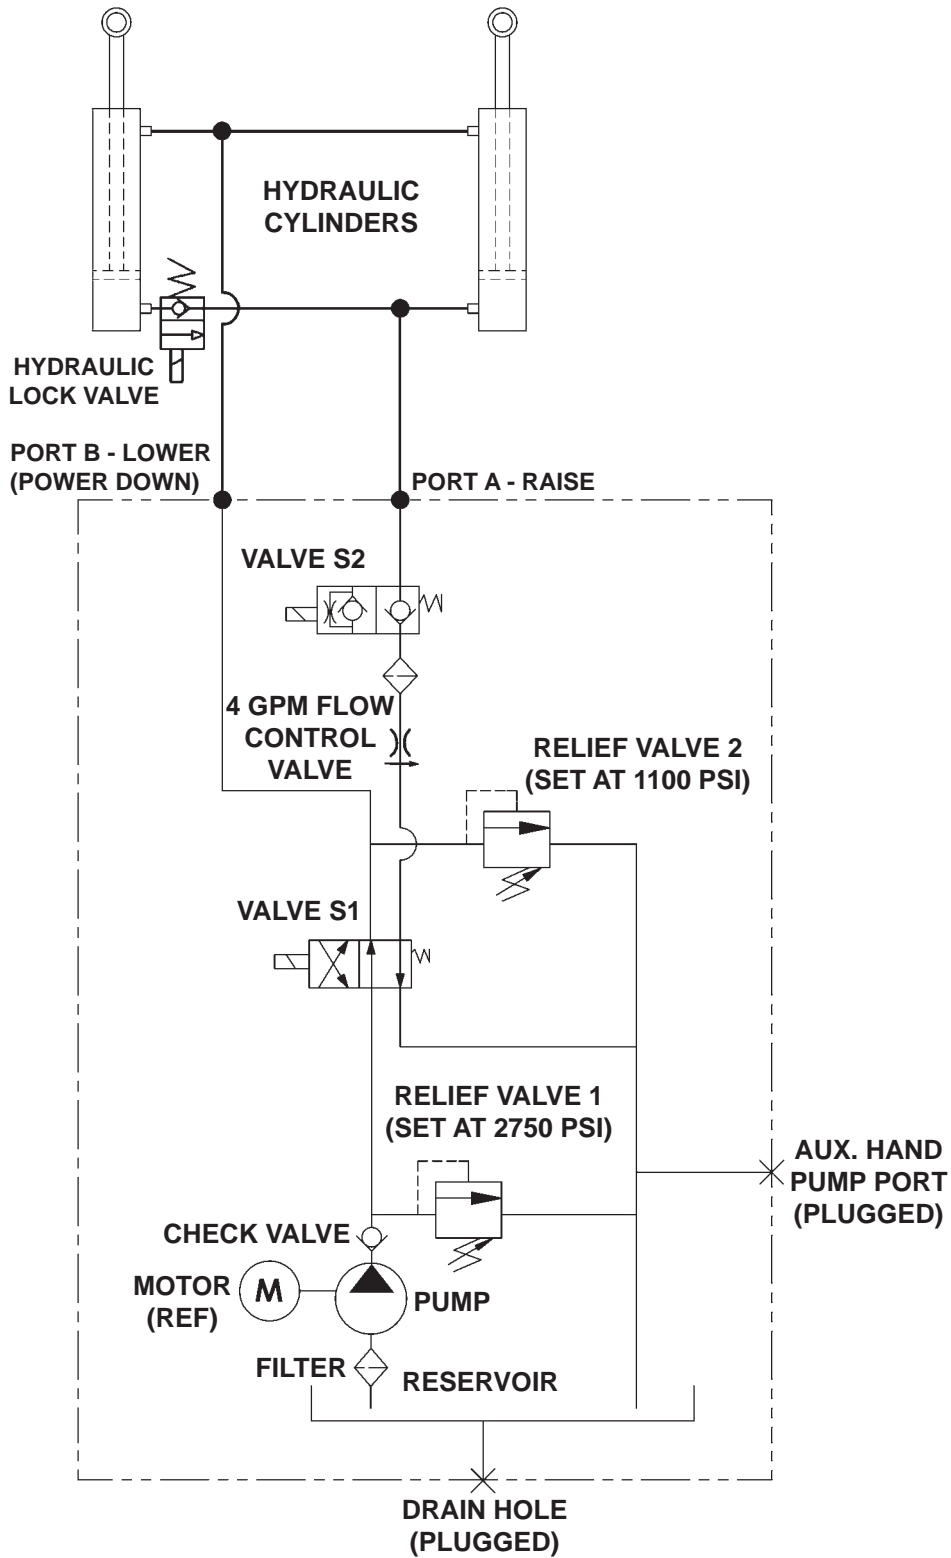 HYDRAULIC
CYLINDERS
HYDRAULIC
LOCK VALVE
PORT B - LOWER
(POWER DOWN)
PORT A - RAISE
VALVE S2
4 GPM FLOW
CONTROL
VALVE
RELIEF VALVE 2
(SET AT 1100 PSI)
VALVE S1
RELIEF VALVE 1
(SET AT 2750 PSI)
AUX. HAND
PUMP PORT
(PLUGGED)
CHECK VALVE
MOTOR
(REF)
M
PUMP
FILTER
RESERVOIR
DRAIN HOLE
(PLUGGED)